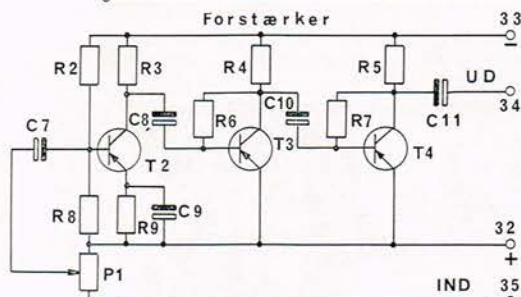 Forstærker
33
−
R2
R3
R4
R5
UD
34
C7
C8
R6
C10
R7
C11
T2
T3
T4
R8
R9
C9
32
+
P1
IND
35